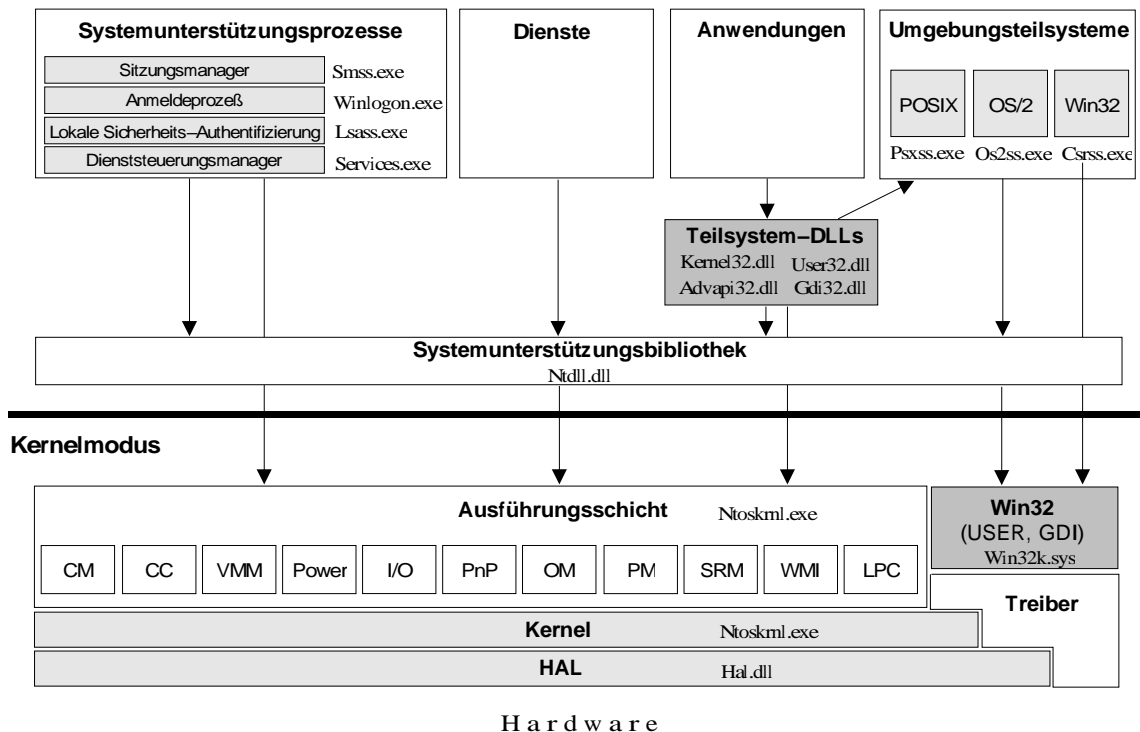 Systemunterstützungsprozesse
Sitzungsmanager Smss.exe
Anmeldeprozeß Winlogon.exe
Lokale Sicherheits–Authentifizierung Lsass.exe
Dienststeuerungsmanager Services.exe
Dienste
Anwendungen
Umgebungsteilsysteme
POSIX OS/2 Win32
Psxss.exe Os2ss.exe Csrss.exe
Teilsystem–DLLs
Kernel32.dll User32.dll
Advapi32.dll Gdi32.dll
Systemunterstützungsbibliothek
Ntdll.dll
Kernelmodus
Ausführungsschicht Ntoskrnl.exe
CM CC VMM Power I/O PnP OM PM SRM WMI LPC
Win32
(USER, GDI)
Win32k.sys
Treiber
Kernel Ntoskrnl.exe
HAL Hal.dll
Hardware